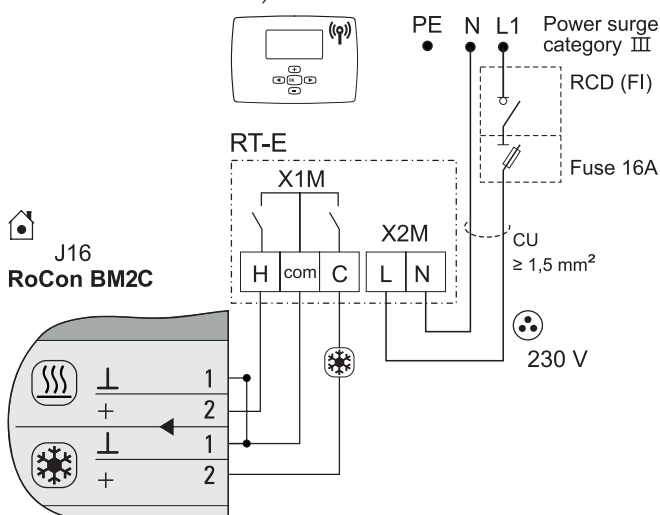 PE N L1
Power surge
category III
RCD (FI)
Fuse 16A
RT-E
X1M
X2M
H com C L N
CU
≥ 1,5 mm²
230 V
J16
RoCon BM2C
⊥ 1
+ 2
⊥ 1
+ 2
OK